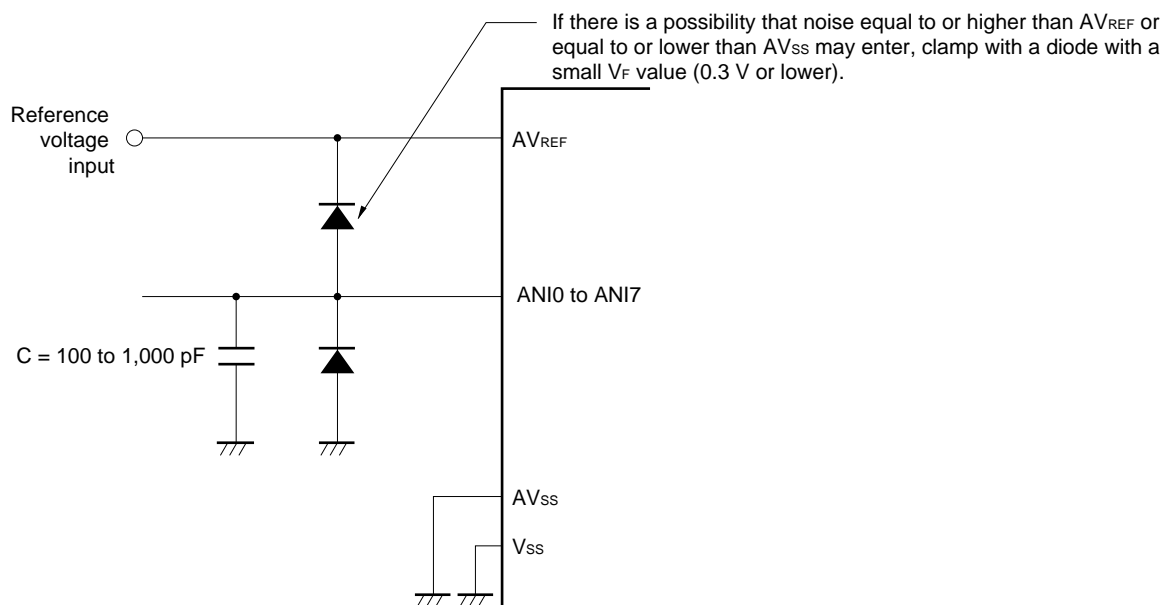 If there is a possibility that noise equal to or higher than AVREF or
equal to or lower than AVSS may enter, clamp with a diode with a
small VF value (0.3 V or lower).
Reference
voltage
input
AVREF
ANI0 to ANI7
C = 100 to 1,000 pF
AVSS
VSS